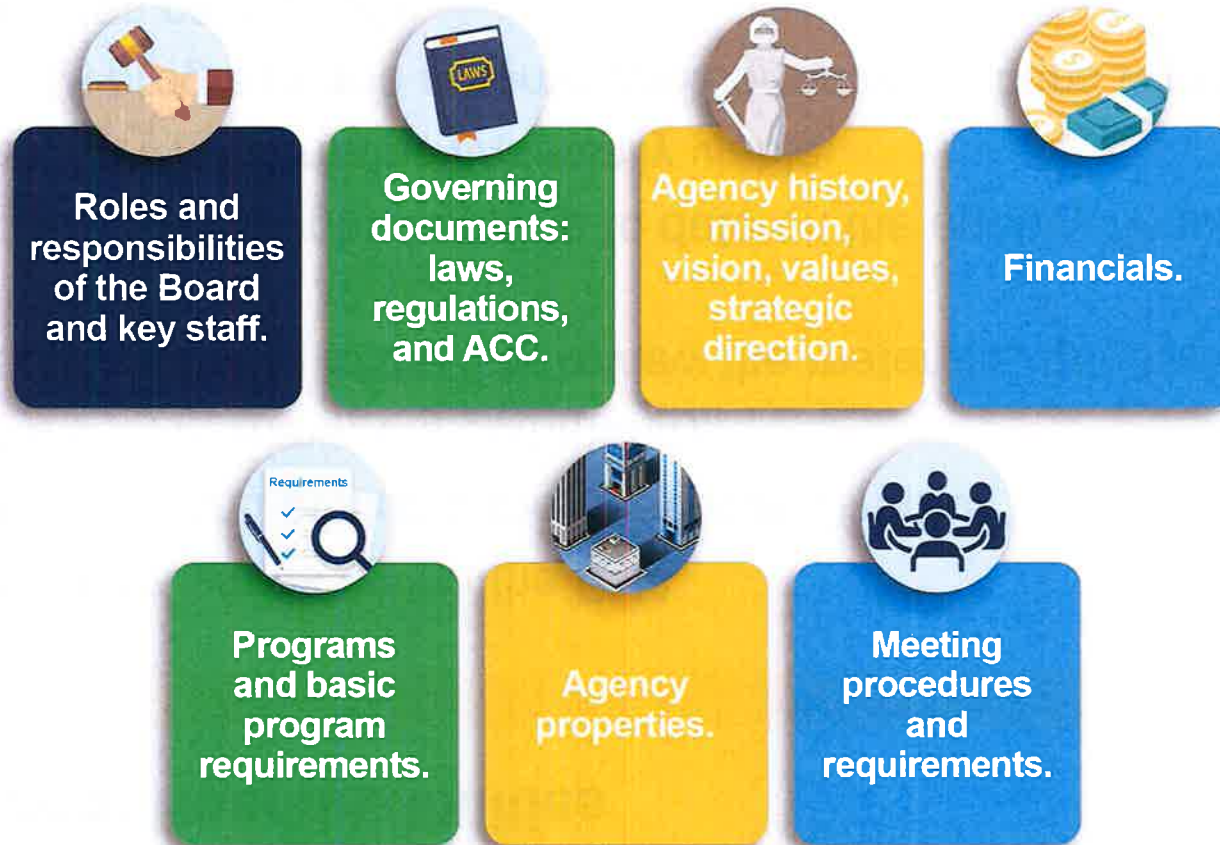 LAWS
Roles and
responsibilities
of the Board
and key staff.
Governing
documents:
laws,
regulations,
and ACC.
Agency history,
mission,
vision, values,
strategic
direction.
Financials.
Requirements
Programs
and basic
program
requirements.
Agency
properties.
Meeting
procedures
and
requirements.